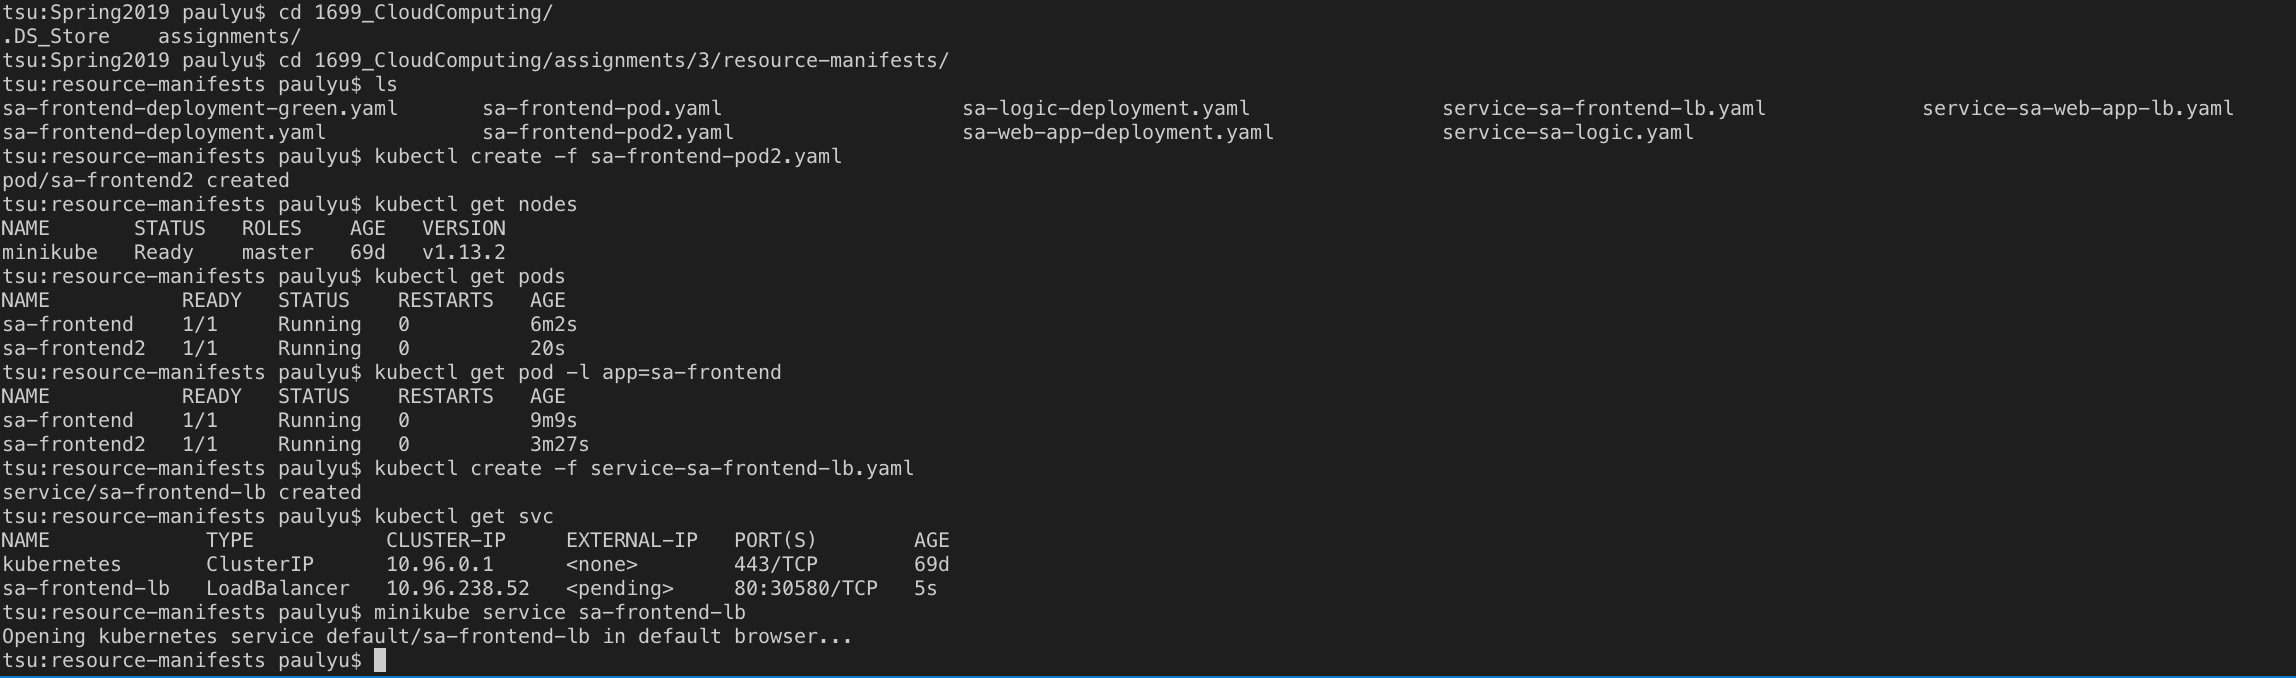 tsu:Spring2019 paulyu$ cd 1699_CloudComputing/
.DS_Store    assignments/
tsu:Spring2019 paulyu$ cd 1699_CloudComputing/assignments/3/resource-manifests/
tsu:resource-manifests paulyu$ ls
sa-frontend-deployment-green.yaml       sa-frontend-pod.yaml                    sa-logic-deployment.yaml                service-sa-frontend-lb.yaml             service-sa-web-app-lb.yaml
sa-frontend-deployment.yaml             sa-frontend-pod2.yaml                   sa-web-app-deployment.yaml              service-sa-logic.yaml
tsu:resource-manifests paulyu$ kubectl create -f sa-frontend-pod2.yaml
pod/sa-frontend2 created
tsu:resource-manifests paulyu$ kubectl get nodes
NAME       STATUS   ROLES    AGE   VERSION
minikube   Ready    master   69d   v1.13.2
tsu:resource-manifests paulyu$ kubectl get pods
NAME           READY   STATUS    RESTARTS   AGE
sa-frontend    1/1     Running   0          6m2s
sa-frontend2   1/1     Running   0          20s
tsu:resource-manifests paulyu$ kubectl get pod -l app=sa-frontend
NAME           READY   STATUS    RESTARTS   AGE
sa-frontend    1/1     Running   0          9m9s
sa-frontend2   1/1     Running   0          3m27s
tsu:resource-manifests paulyu$ kubectl create -f service-sa-frontend-lb.yaml
service/sa-frontend-lb created
tsu:resource-manifests paulyu$ kubectl get svc
NAME             TYPE           CLUSTER-IP     EXTERNAL-IP   PORT(S)        AGE
kubernetes       ClusterIP      10.96.0.1      <none>        443/TCP        69d
sa-frontend-lb   LoadBalancer   10.96.238.52   <pending>     80:30580/TCP   5s
tsu:resource-manifests paulyu$ minikube service sa-frontend-lb
Opening kubernetes service default/sa-frontend-lb in default browser...
tsu:resource-manifests paulyu$